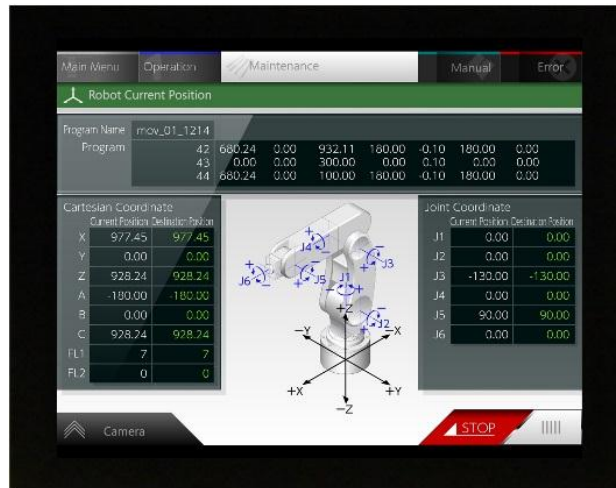 Main Menu Operation Maintenance Manual Error
Robot Current Position
Program Name mov_01_1214
Program 42 680.24 0.00 932.11 180.00 -0.10 180.00 0.00
43 0.00 0.00 300.00 0.00 0.10 0.00 0.00
44 680.24 0.00 100.00 180.00 -0.10 180.00 0.00
Cartesian Coordinate
Current Position Destination Position
X 977.45 977.45
Y 0.00 0.00
Z 928.24 928.24
A -180.00 -180.00
B 0.00 0.00
C 928.24 928.24
FL1 7 7
FL2 0 0
J4
J6
J5
J1
J3
J2
+Z
-Y
-X
+X
+Y
-Z
Joint Coordinate
Current Position Destination Position
J1 0.00 0.00
J2 0.00 0.00
J3 -130.00 -130.00
J4 0.00 0.00
J5 90.00 90.00
J6 0.00 0.00
Camera
STOP